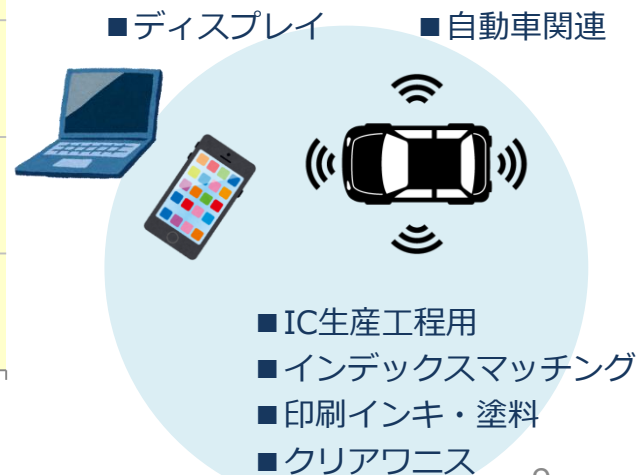 ■ディスプレイ
■自動車関連
■IC生産工程用
■インデックスマッチング
■印刷インキ・塗料
■クリアワニス